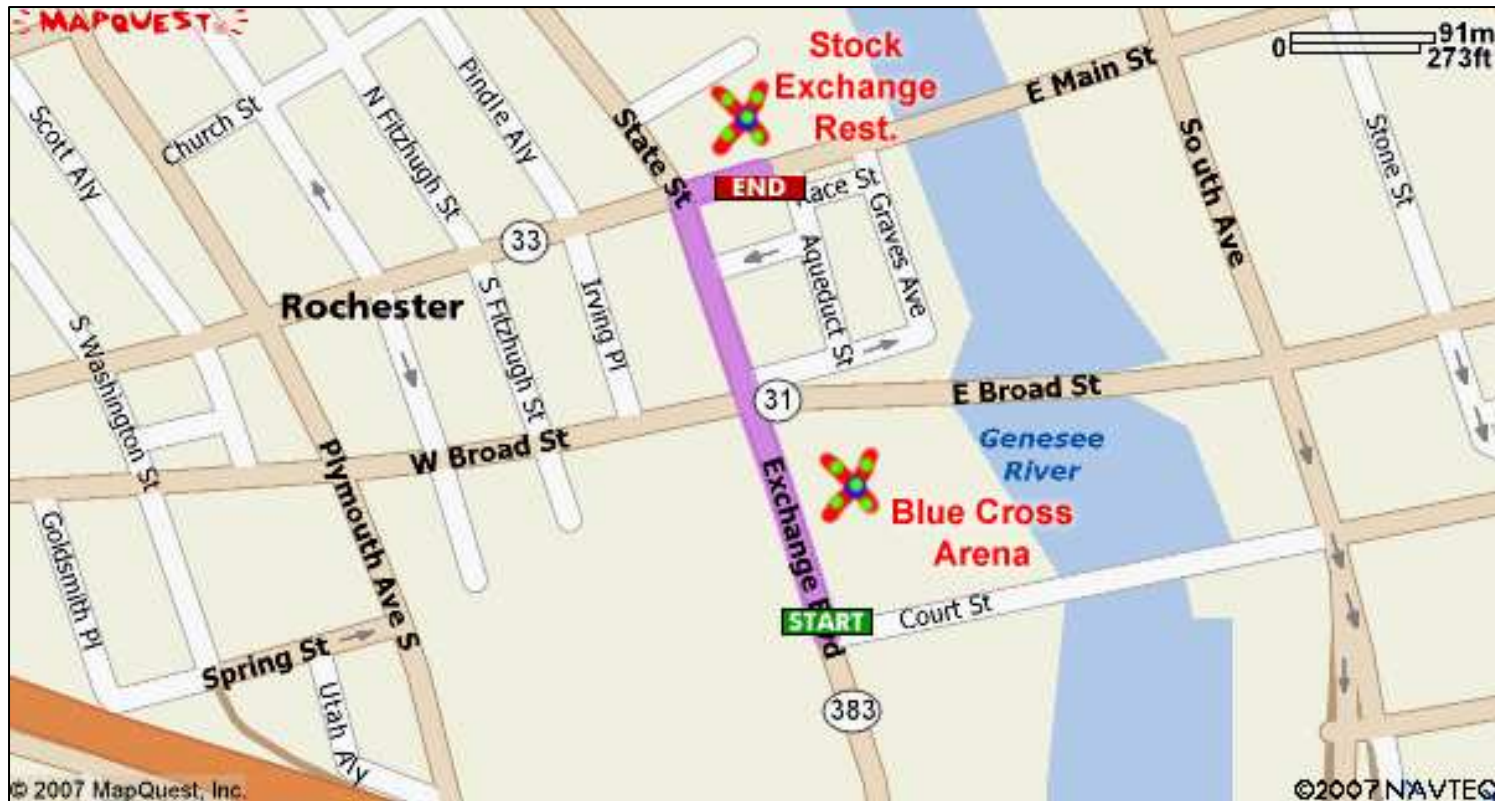 MAPQUEST
Stock
Exchange
Rest.
91m
0
273ft
E Main St
Church St
N Fitzhugh St
Pindle Aly
Scott Aly
State St
South Ave
Stone St
END
Race St
Graves Ave
33
Aqueduct St
Rochester
S Fitzhugh St
Irving Pl
S Washington St
31
E Broad St
W Broad St
Genesee
River
Plymouth Ave S
Exchange Blvd
Blue Cross
Arena
Goldsmith Pl
START
Court St
Spring St
Utah Aly
383
© 2007 MapQuest, Inc.
©2007 NAVTEQ